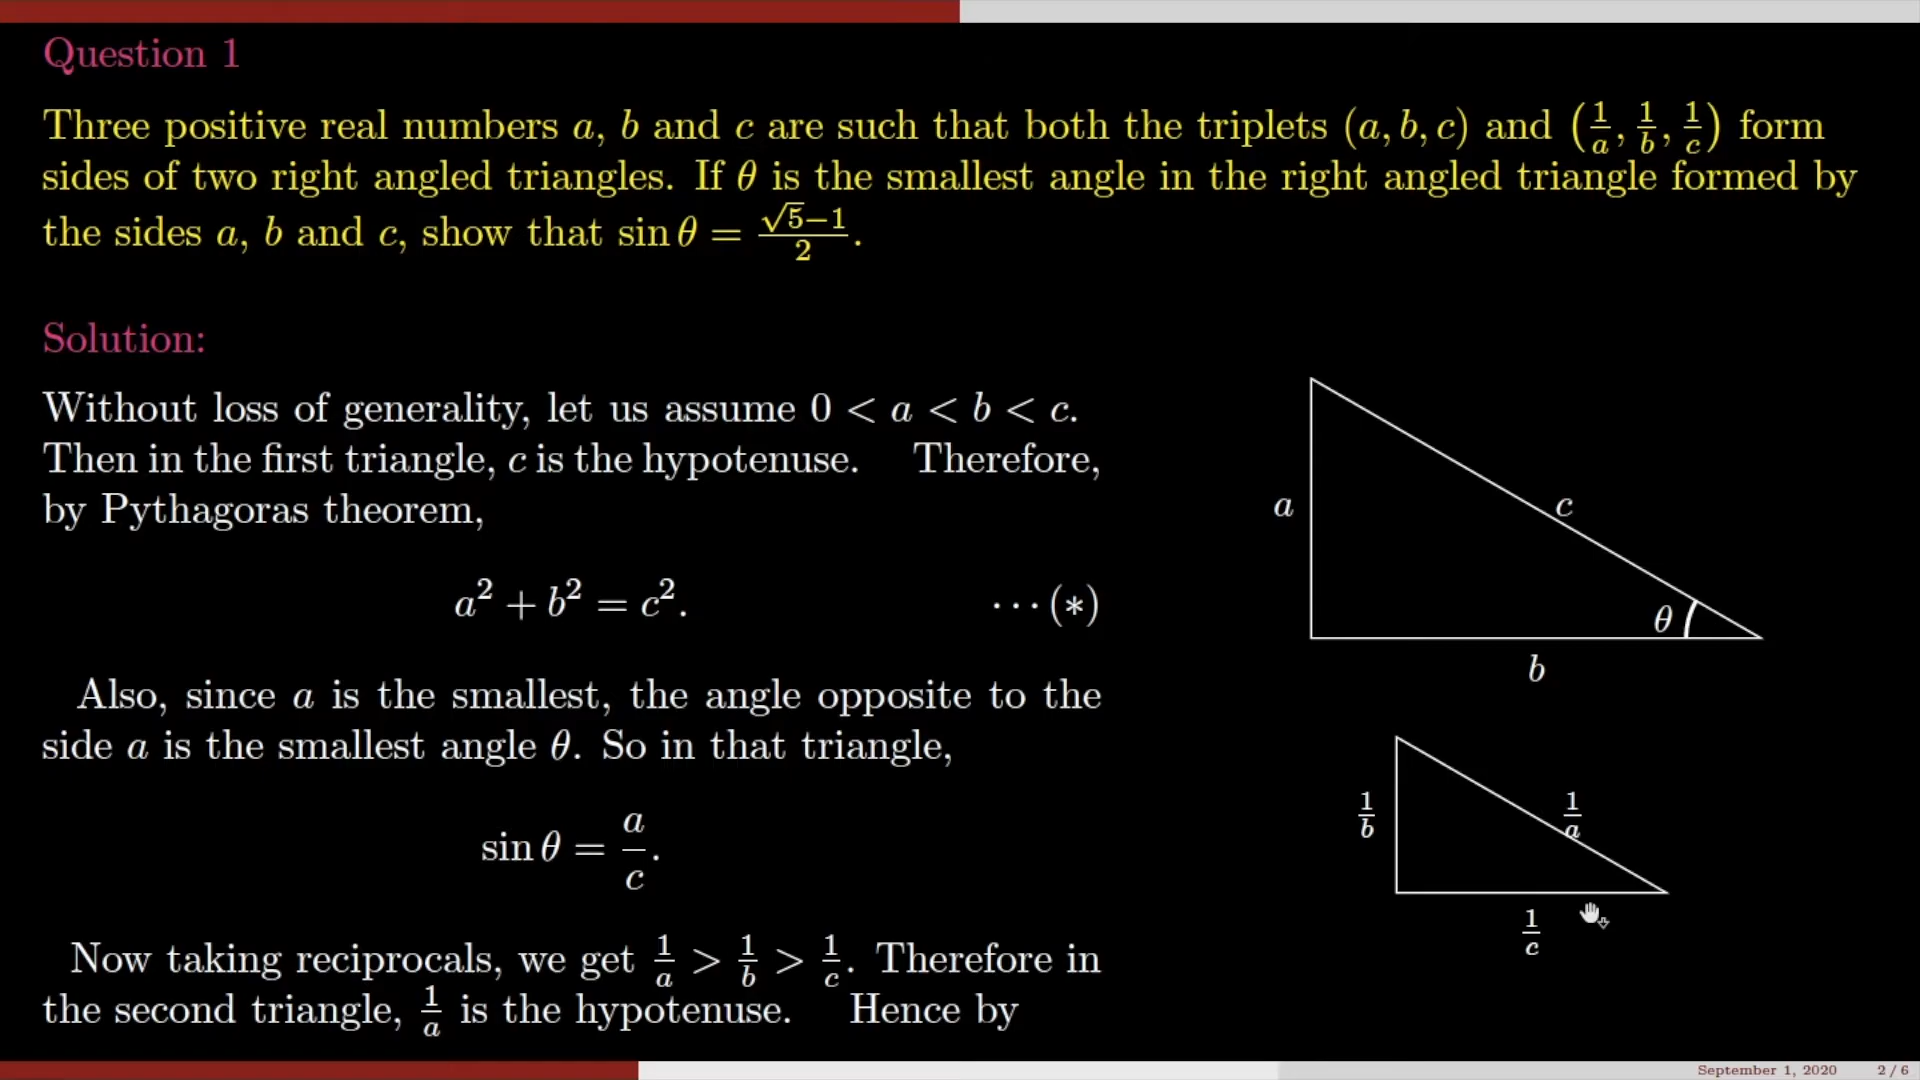 Question 1
Three positive real numbers a, b and c are such that both the triplets (a, b, c) and (1/a, 1/b, 1/c) form
sides of two right angled triangles. If θ is the smallest angle in the right angled triangle formed by
the sides a, b and c, show that sin θ = (√5−1)/2.
Solution:
Without loss of generality, let us assume 0 < a < b < c.
Then in the first triangle, c is the hypotenuse. Therefore,
by Pythagoras theorem,
a² + b² = c². ⋯(∗)
Also, since a is the smallest, the angle opposite to the
side a is the smallest angle θ. So in that triangle,
sin θ = a/c.
Now taking reciprocals, we get 1/a > 1/b > 1/c. Therefore in
the second triangle, 1/a is the hypotenuse. Hence by
a
c
θ
b
1/b
1/a
1/c
September 1, 2020 2 / 6